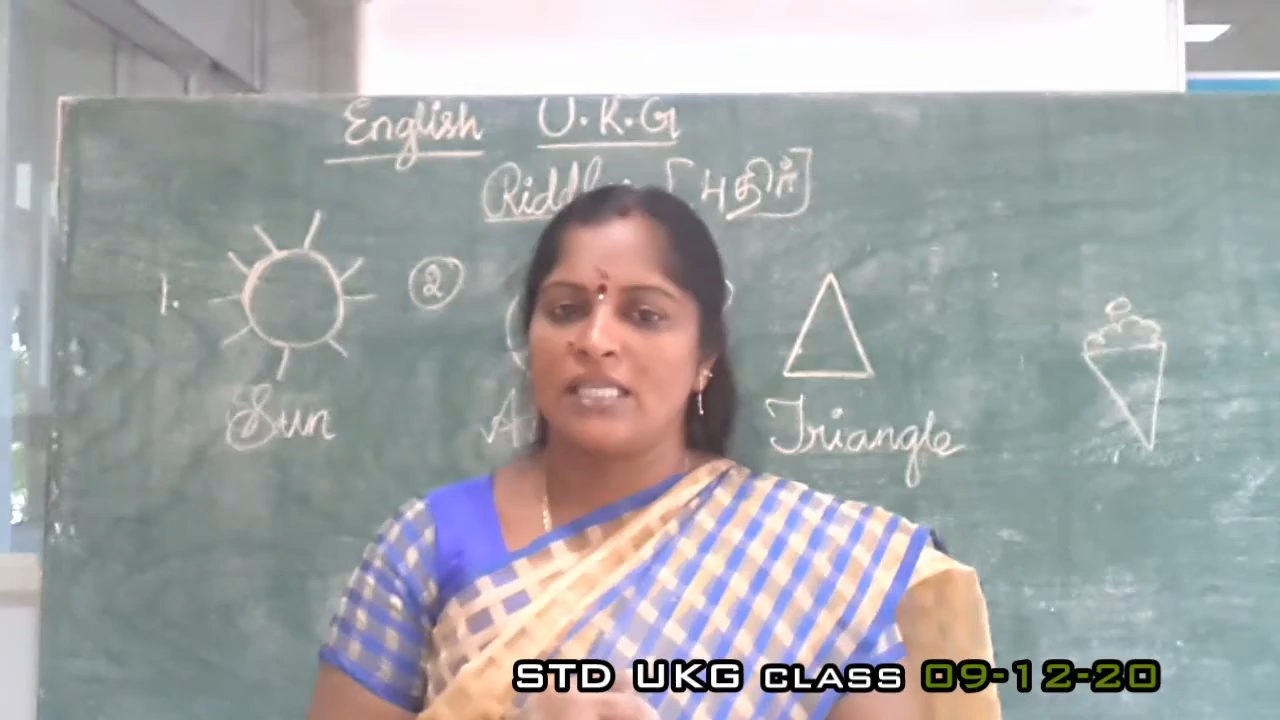 English U.K.G
[புதிர்]
1. ②
Sun Triangle
STD UKG CLASS 09-12-20